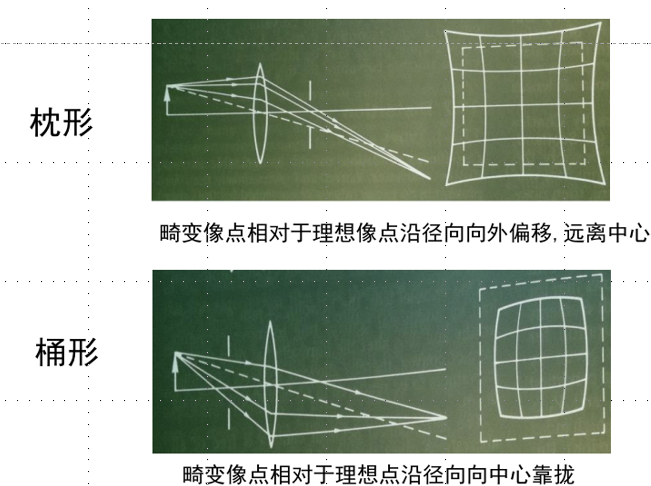 枕形
畸变像点相对于理想像点沿径向向外偏移, 远离中心
桶形
畸变像点相对于理想点沿径向向中心靠拢